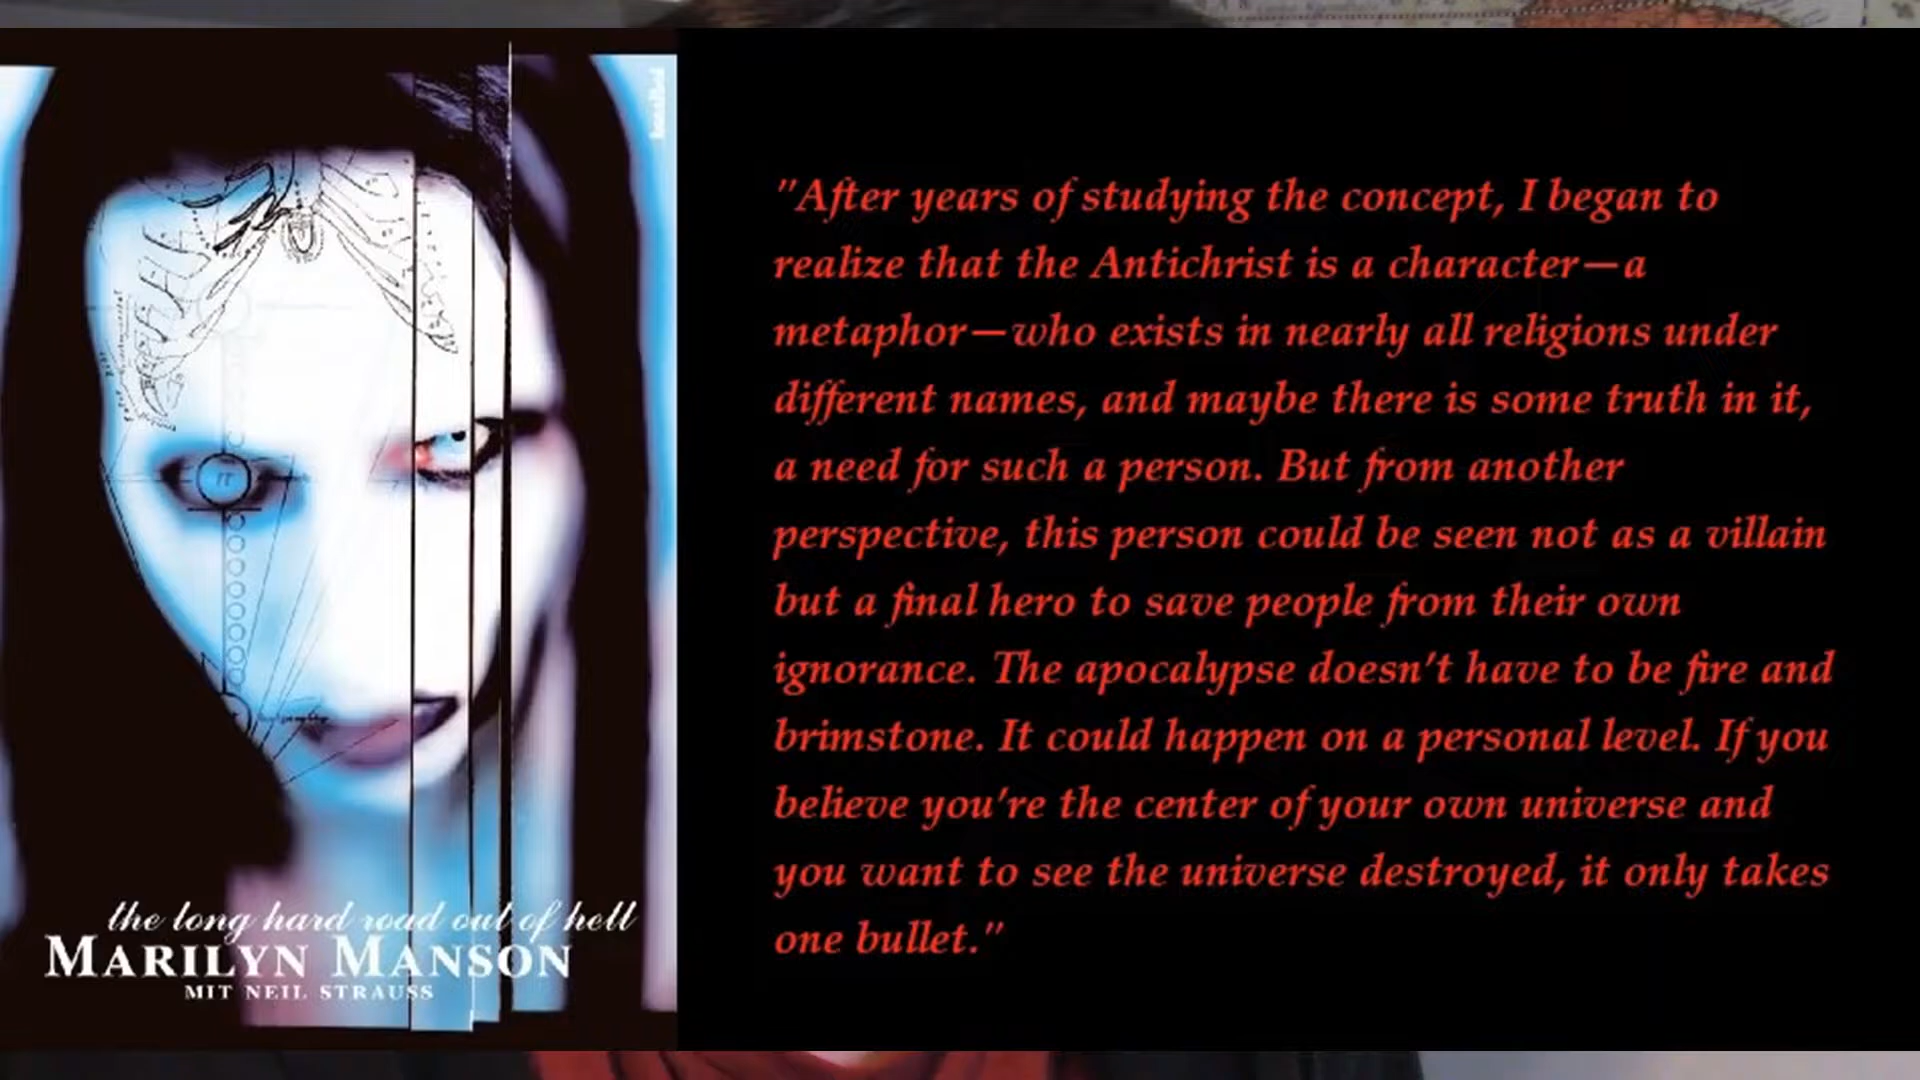 the long hard road out of hell
MARILYN MANSON
MIT NEIL STRAUSS
"After years of studying the concept, I began to
realize that the Antichrist is a character—a
metaphor—who exists in nearly all religions under
different names, and maybe there is some truth in it,
a need for such a person. But from another
perspective, this person could be seen not as a villain
but a final hero to save people from their own
ignorance. The apocalypse doesn't have to be fire and
brimstone. It could happen on a personal level. If you
believe you're the center of your own universe and
you want to see the universe destroyed, it only takes
one bullet."